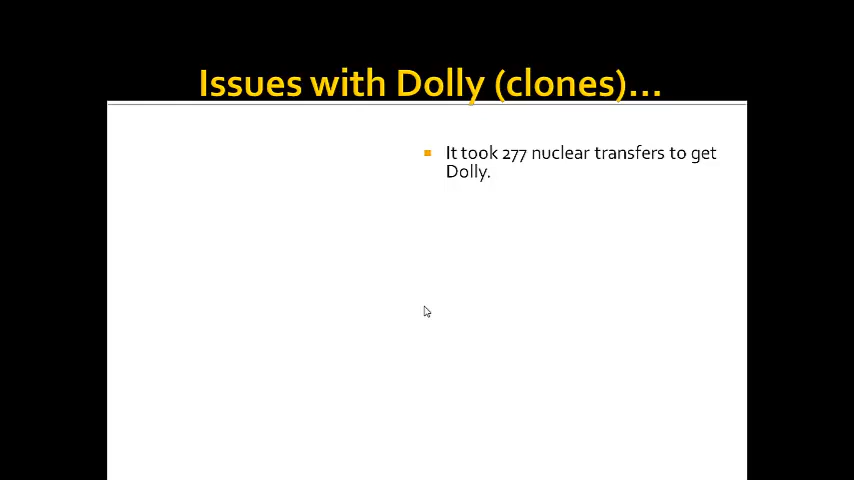 Issues with Dolly (clones)...
It took 277 nuclear transfers to get
Dolly.